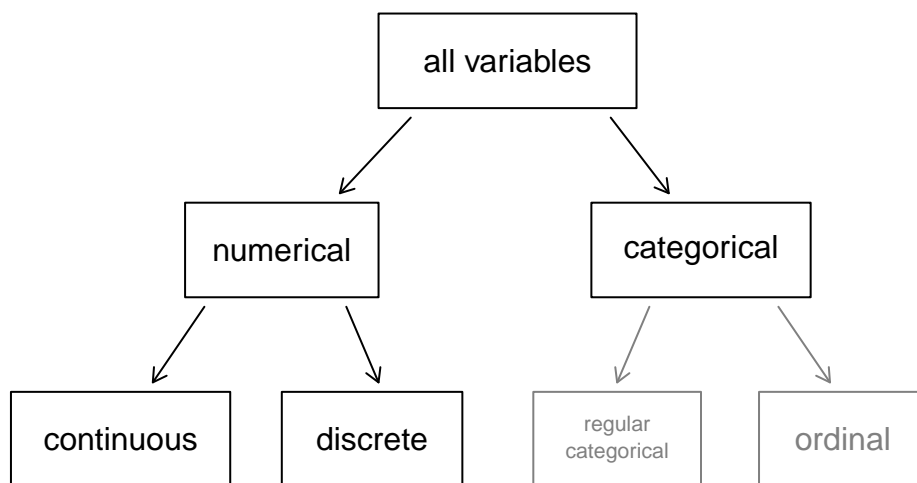 all variables
numerical
categorical
continuous
discrete
regular
categorical
ordinal